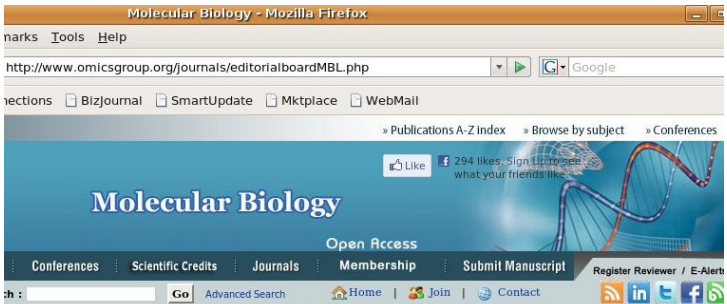 Molecular Biology - Mozilla Firefox
marks Tools Help
http://www.omicsgroup.org/journals/editorialboardMBL.php G Google
nections BizJournal SmartUpdate Mktplace WebMail
» Publications A-Z index » Browse by subject » Conferences
Like f 294 likes. Sign Up to see
what your friends like.
Molecular Biology
Open Access
Conferences Scientific Credits Journals Membership Submit Manuscript Register Reviewer / E-Alerts
ch : Go Advanced Search Home | Join | Contact in t f